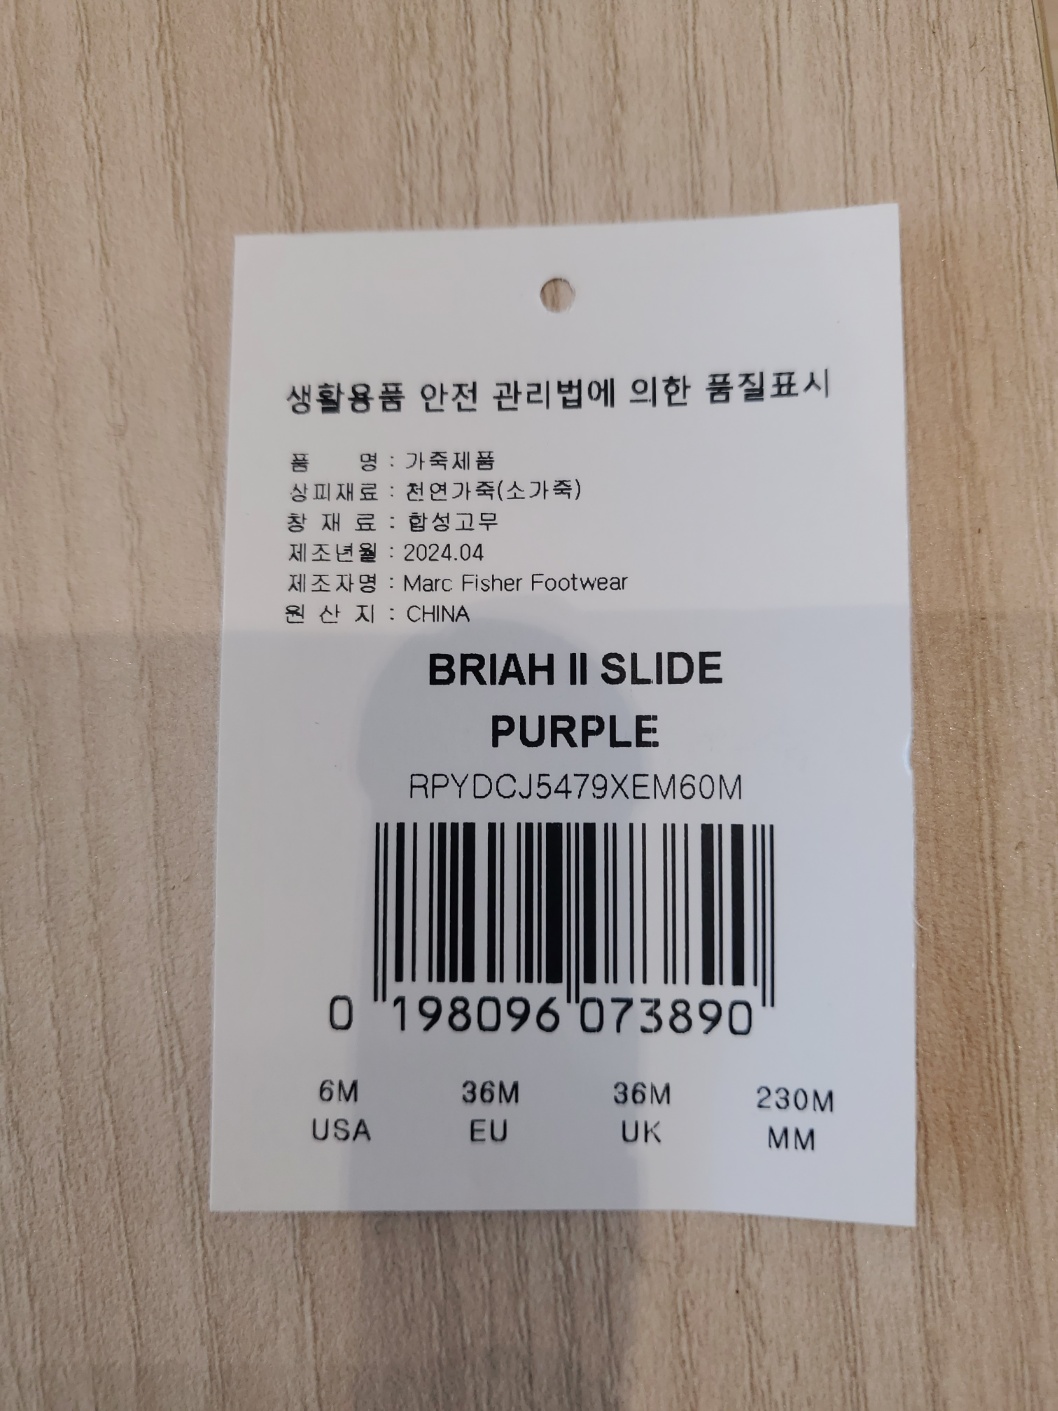 생활용품 안전 관리법에 의한 품질표시
품 명 : 가죽제품
상피재료 : 천연가죽(소가죽)
창 재 료 : 합성고무
제조년월 : 2024.04
제조자명 : Marc Fisher Footwear
원 산 지 : CHINA
BRIAH II SLIDE
PURPLE
RPYDCJ5479XEM60M
0 198096 073890
6M 36M 36M 230M
USA EU UK MM